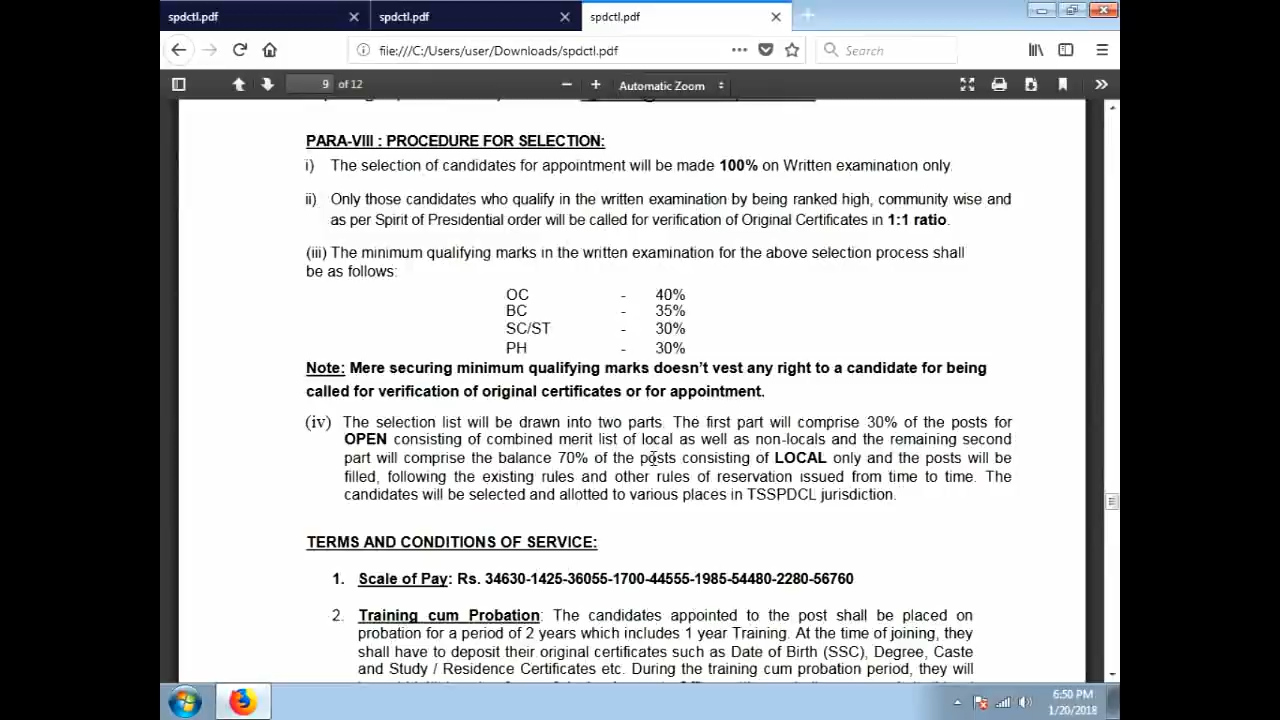 spdctl.pdf
spdctl.pdf
spdctl.pdf
file:///C:/Users/user/Downloads/spdctl.pdf
Search
9 of 12
Automatic Zoom
PARA-VIII : PROCEDURE FOR SELECTION:
i) The selection of candidates for appointment will be made 100% on Written examination only.
ii) Only those candidates who qualify in the written examination by being ranked high, community wise and
as per Spirit of Presidential order will be called for verification of Original Certificates in 1:1 ratio.
(iii) The minimum qualifying marks in the written examination for the above selection process shall
be as follows:
OC - 40%
BC - 35%
SC/ST - 30%
PH - 30%
Note: Mere securing minimum qualifying marks doesn't vest any right to a candidate for being
called for verification of original certificates or for appointment.
(iv) The selection list will be drawn into two parts. The first part will comprise 30% of the posts for
OPEN consisting of combined merit list of local as well as non-locals and the remaining second
part will comprise the balance 70% of the posts consisting of LOCAL only and the posts will be
filled, following the existing rules and other rules of reservation issued from time to time. The
candidates will be selected and allotted to various places in TSSPDCL jurisdiction.
TERMS AND CONDITIONS OF SERVICE:
1. Scale of Pay: Rs. 34630-1425-36055-1700-44555-1985-54480-2280-56760
2. Training cum Probation: The candidates appointed to the post shall be placed on
probation for a period of 2 years which includes 1 year Training. At the time of joining, they
shall have to deposit their original certificates such as Date of Birth (SSC), Degree, Caste
and Study / Residence Certificates etc. During the training cum probation period, they will
6:50 PM
1/20/2018